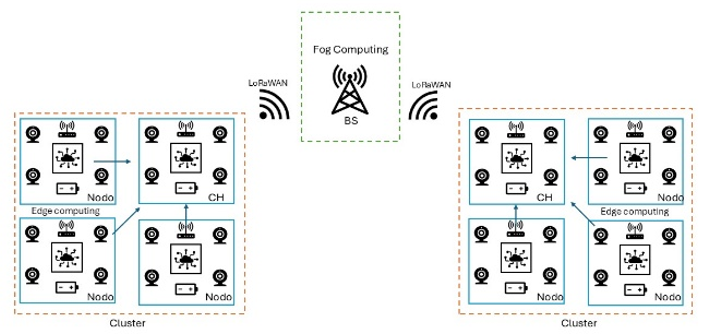 Fog Computing
LoRaWAN
LoRaWAN
BS
Nodo
CH
Edge computing
Nodo
Nodo
Cluster
CH
Nodo
Edge computing
Nodo
Nodo
Cluster